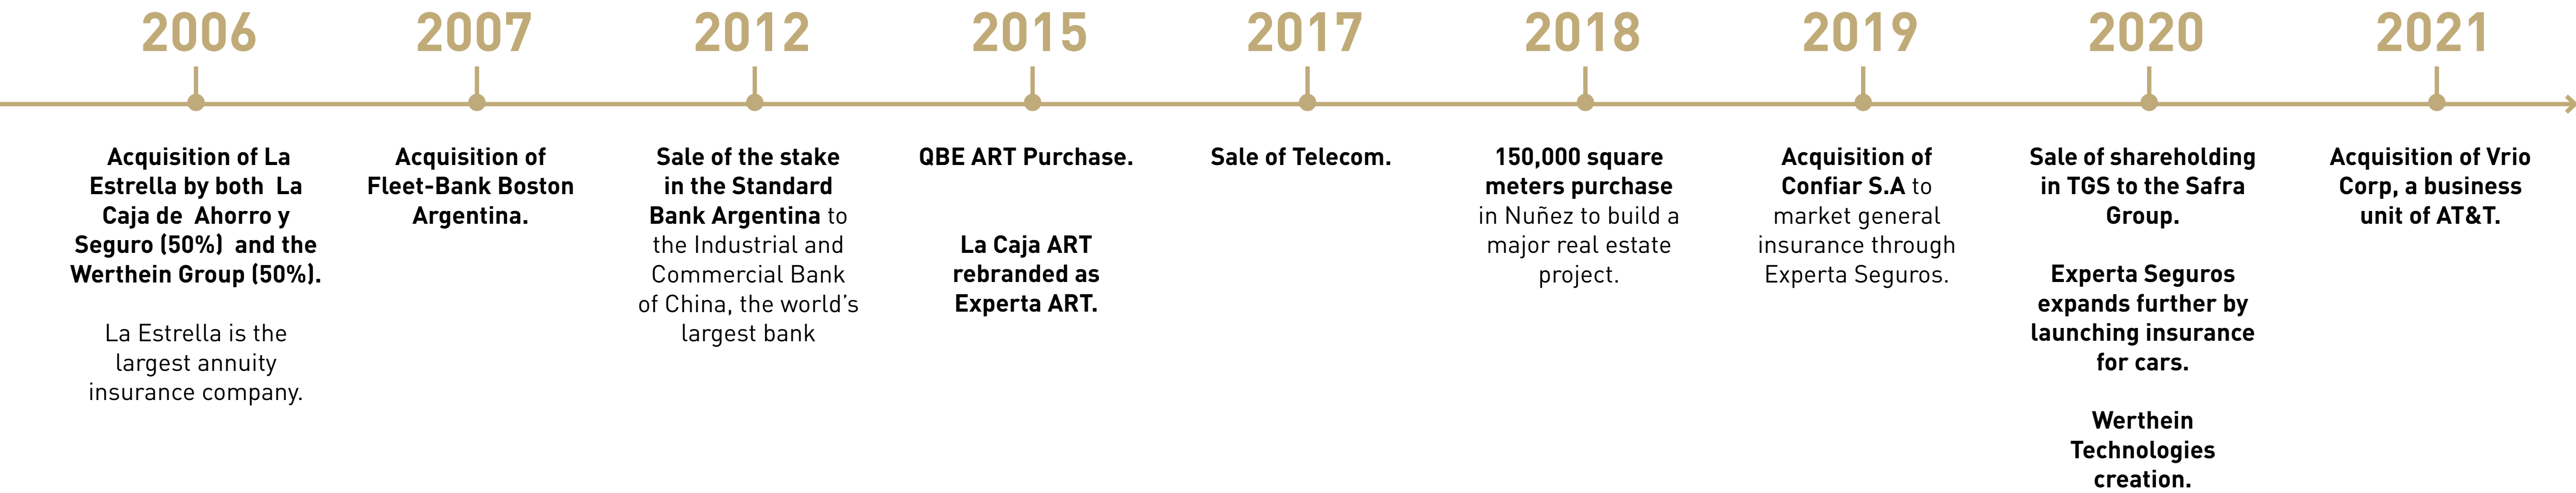 2006
Acquisition of La
Estrella by both La
Caja de Ahorro y
Seguro (50%) and the
Werthein Group (50%).
La Estrella is the
largest annuity
insurance company.
2007
Acquisition of
Fleet-Bank Boston
Argentina.
2012
Sale of the stake
in the Standard
Bank Argentina to
the Industrial and
Commercial Bank
of China, the world’s
largest bank
2015
QBE ART Purchase.
La Caja ART
rebranded as
Experta ART.
2017
Sale of Telecom.
2018
150,000 square
meters purchase
in Nuñez to build a
major real estate
project.
2019
Acquisition of
Confiar S.A to
market general
insurance through
Experta Seguros.
2020
Sale of shareholding
in TGS to the Safra
Group.
Experta Seguros
expands further by
launching insurance
for cars.
Werthein
Technologies
creation.
2021
Acquisition of Vrio
Corp, a business
unit of AT&T.